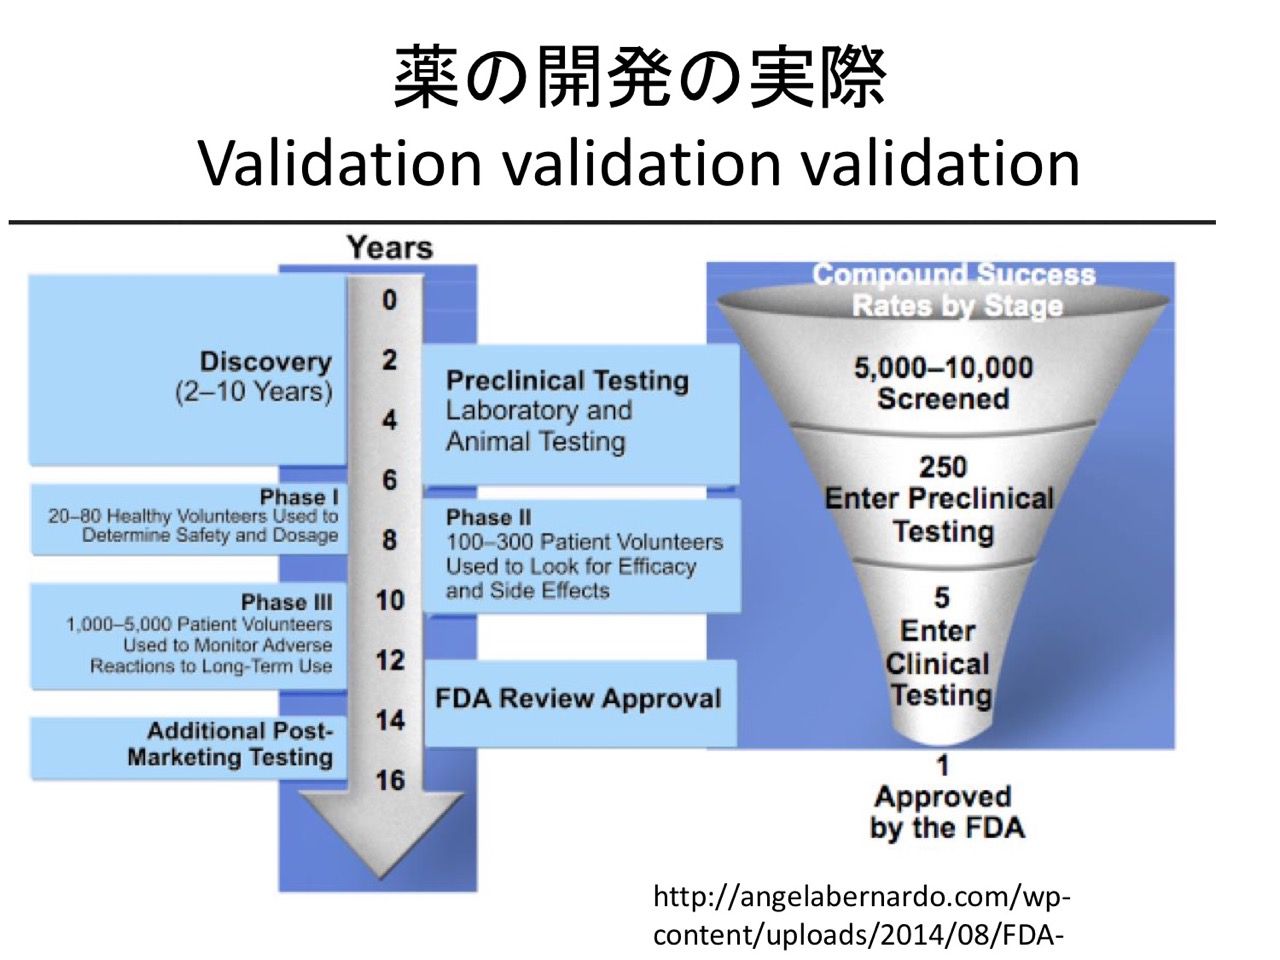 薬の開発の実際
Validation validation validation
Years
0
2
4
6
8
10
12
14
16
Discovery
(2–10 Years)
Preclinical Testing
Laboratory and
Animal Testing
Phase I
20–80 Healthy Volunteers Used to
Determine Safety and Dosage
Phase II
100–300 Patient Volunteers
Used to Look for Efficacy
and Side Effects
Phase III
1,000–5,000 Patient Volunteers
Used to Monitor Adverse
Reactions to Long-Term Use
FDA Review Approval
Additional Post-
Marketing Testing
Compound Success
Rates by Stage
5,000–10,000
Screened
250
Enter Preclinical
Testing
5
Enter
Clinical
Testing
1
Approved
by the FDA
http://angelabernardo.com/wp-
content/uploads/2014/08/FDA-